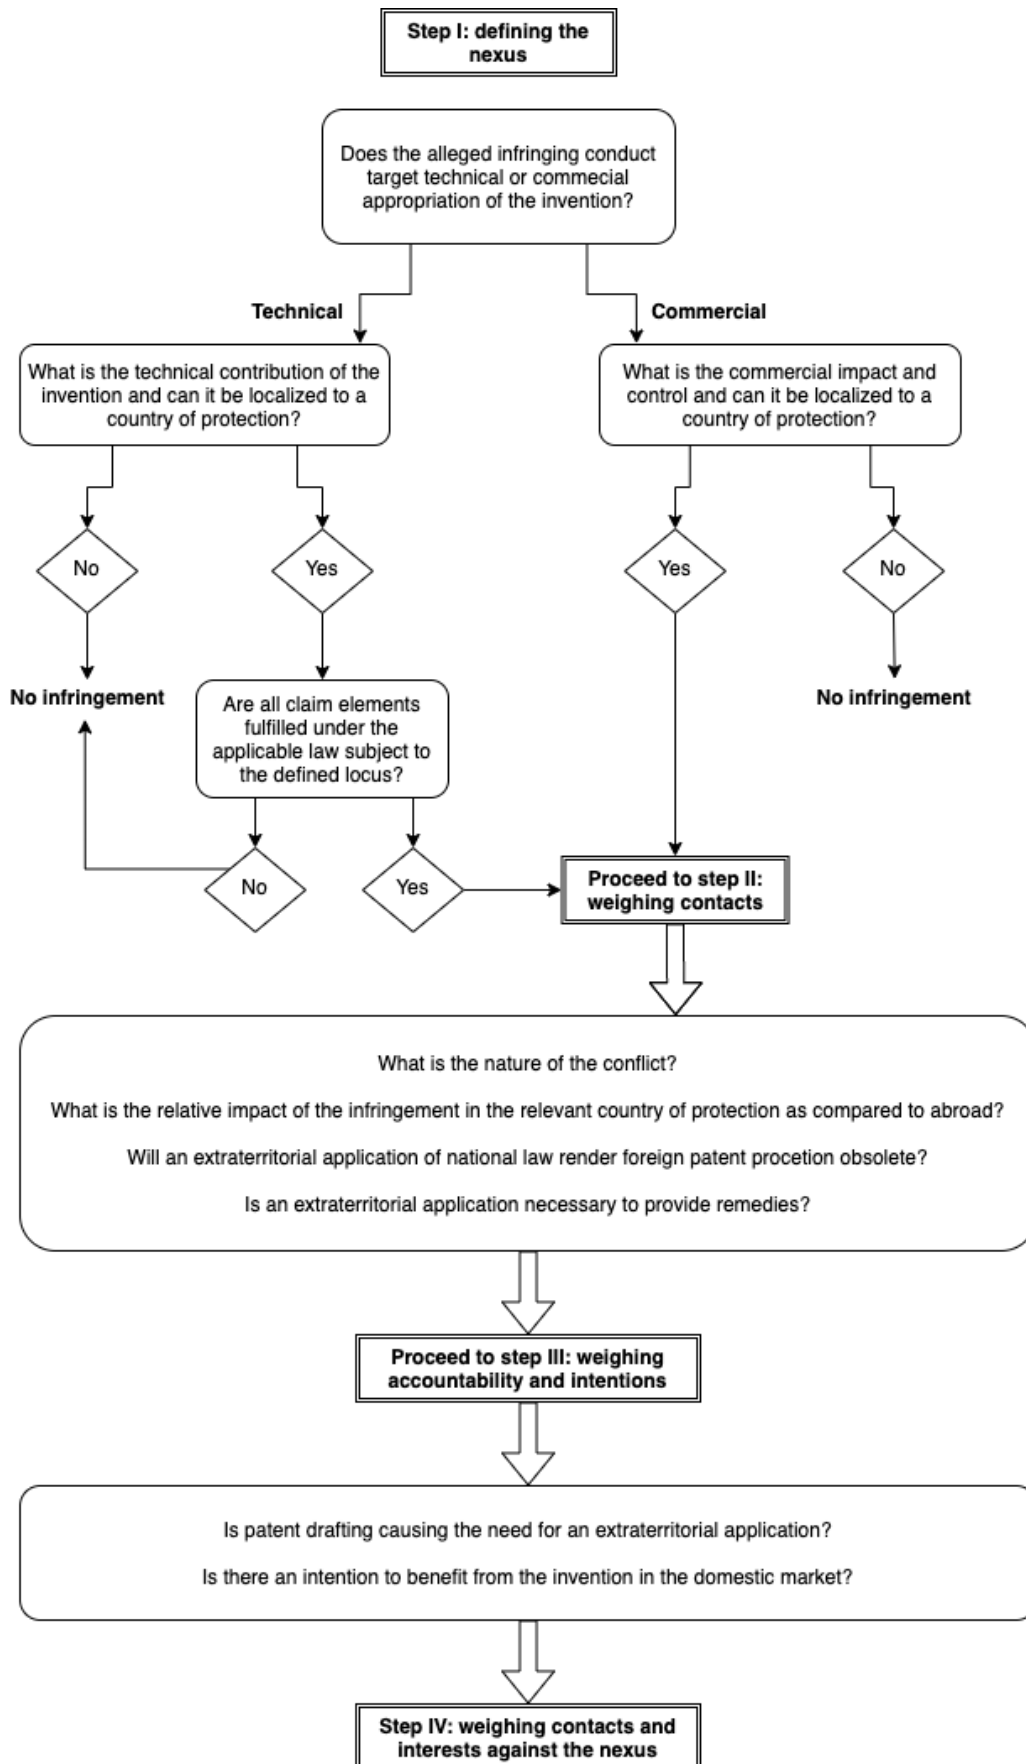 Step I: defining the
nexus
Does the alleged infringing conduct
target technical or commecial
appropriation of the invention?
Technical
Commercial
What is the technical contribution of the
invention and can it be localized to a
country of protection?
What is the commercial impact and
control and can it be localized to a
country of protection?
No
Yes
Yes
No
No infringement
No infringement
Are all claim elements
fulfilled under the
applicable law subject to
the defined locus?
No
Yes
Proceed to step II:
weighing contacts
What is the nature of the conflict?
What is the relative impact of the infringement in the relevant country of protection as compared to abroad?
Will an extraterritorial application of national law render foreign patent procetion obsolete?
Is an extraterritorial application necessary to provide remedies?
Proceed to step III: weighing
accountability and intentions
Is patent drafting causing the need for an extraterritorial application?
Is there an intention to benefit from the invention in the domestic market?
Step IV: weighing contacts and
interests against the nexus